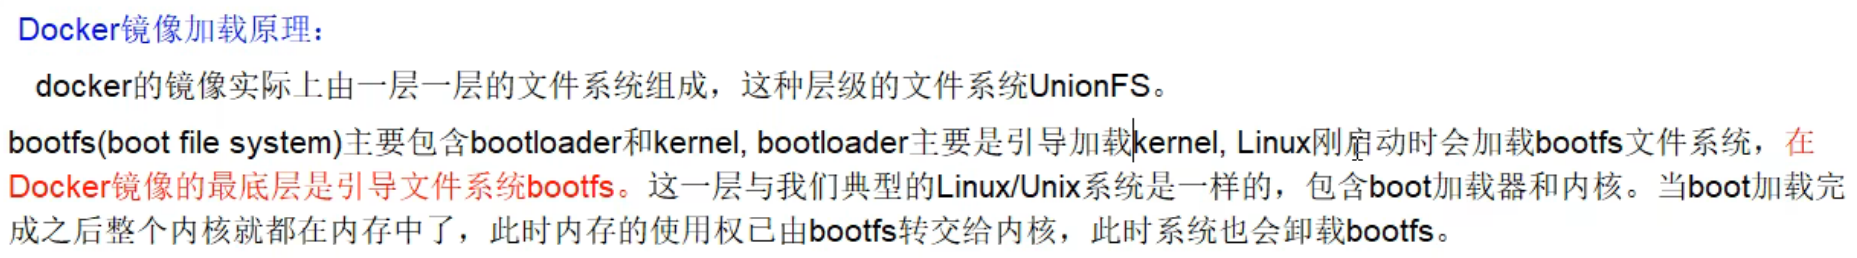 Docker镜像加载原理：
docker的镜像实际上由一层一层的文件系统组成，这种层级的文件系统UnionFS。
bootfs(boot file system)主要包含bootloader和kernel, bootloader主要是引导加载kernel, Linux刚启动时会加载bootfs文件系统，在
Docker镜像的最底层是引导文件系统bootfs。这一层与我们典型的Linux/Unix系统是一样的，包含boot加载器和内核。当boot加载完
成之后整个内核就都在内存中了，此时内存的使用权已由bootfs转交给内核，此时系统也会卸载bootfs。